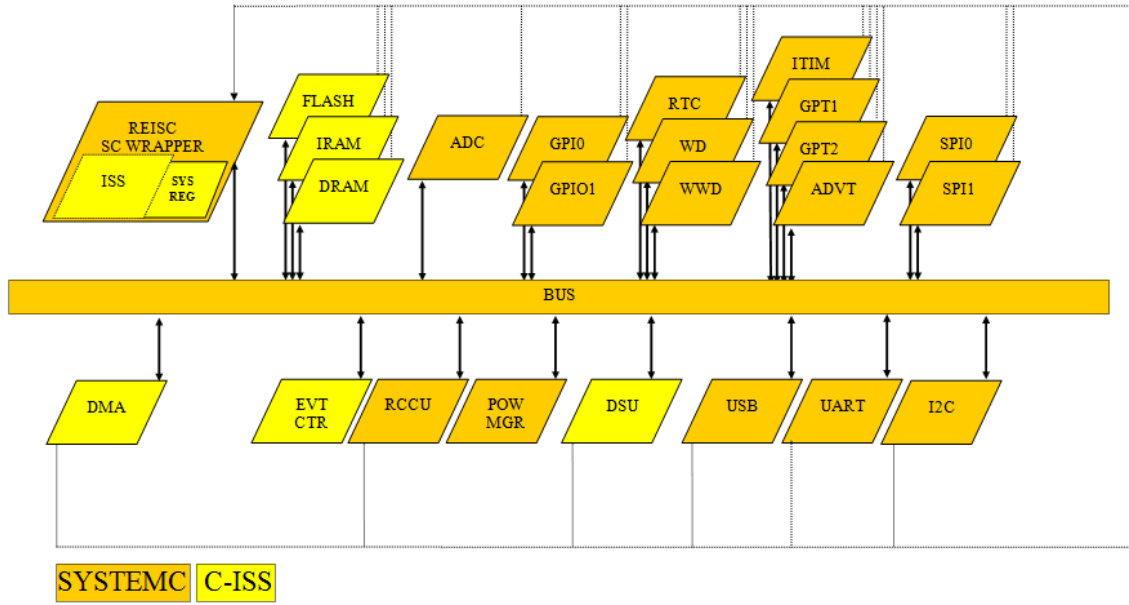 ITIM
FLASH
RTC
GPT1
REISC
SC WRAPPER
IRAM
ADC
GPI0
WD
GPT2
SPI0
ISS
SYS
REG
DRAM
GPIO1
WWD
ADVT
SPI1
BUS
DMA
EVT
CTR
RCCU
POW
MGR
DSU
USB
UART
I2C
SYSTEMC
C-ISS